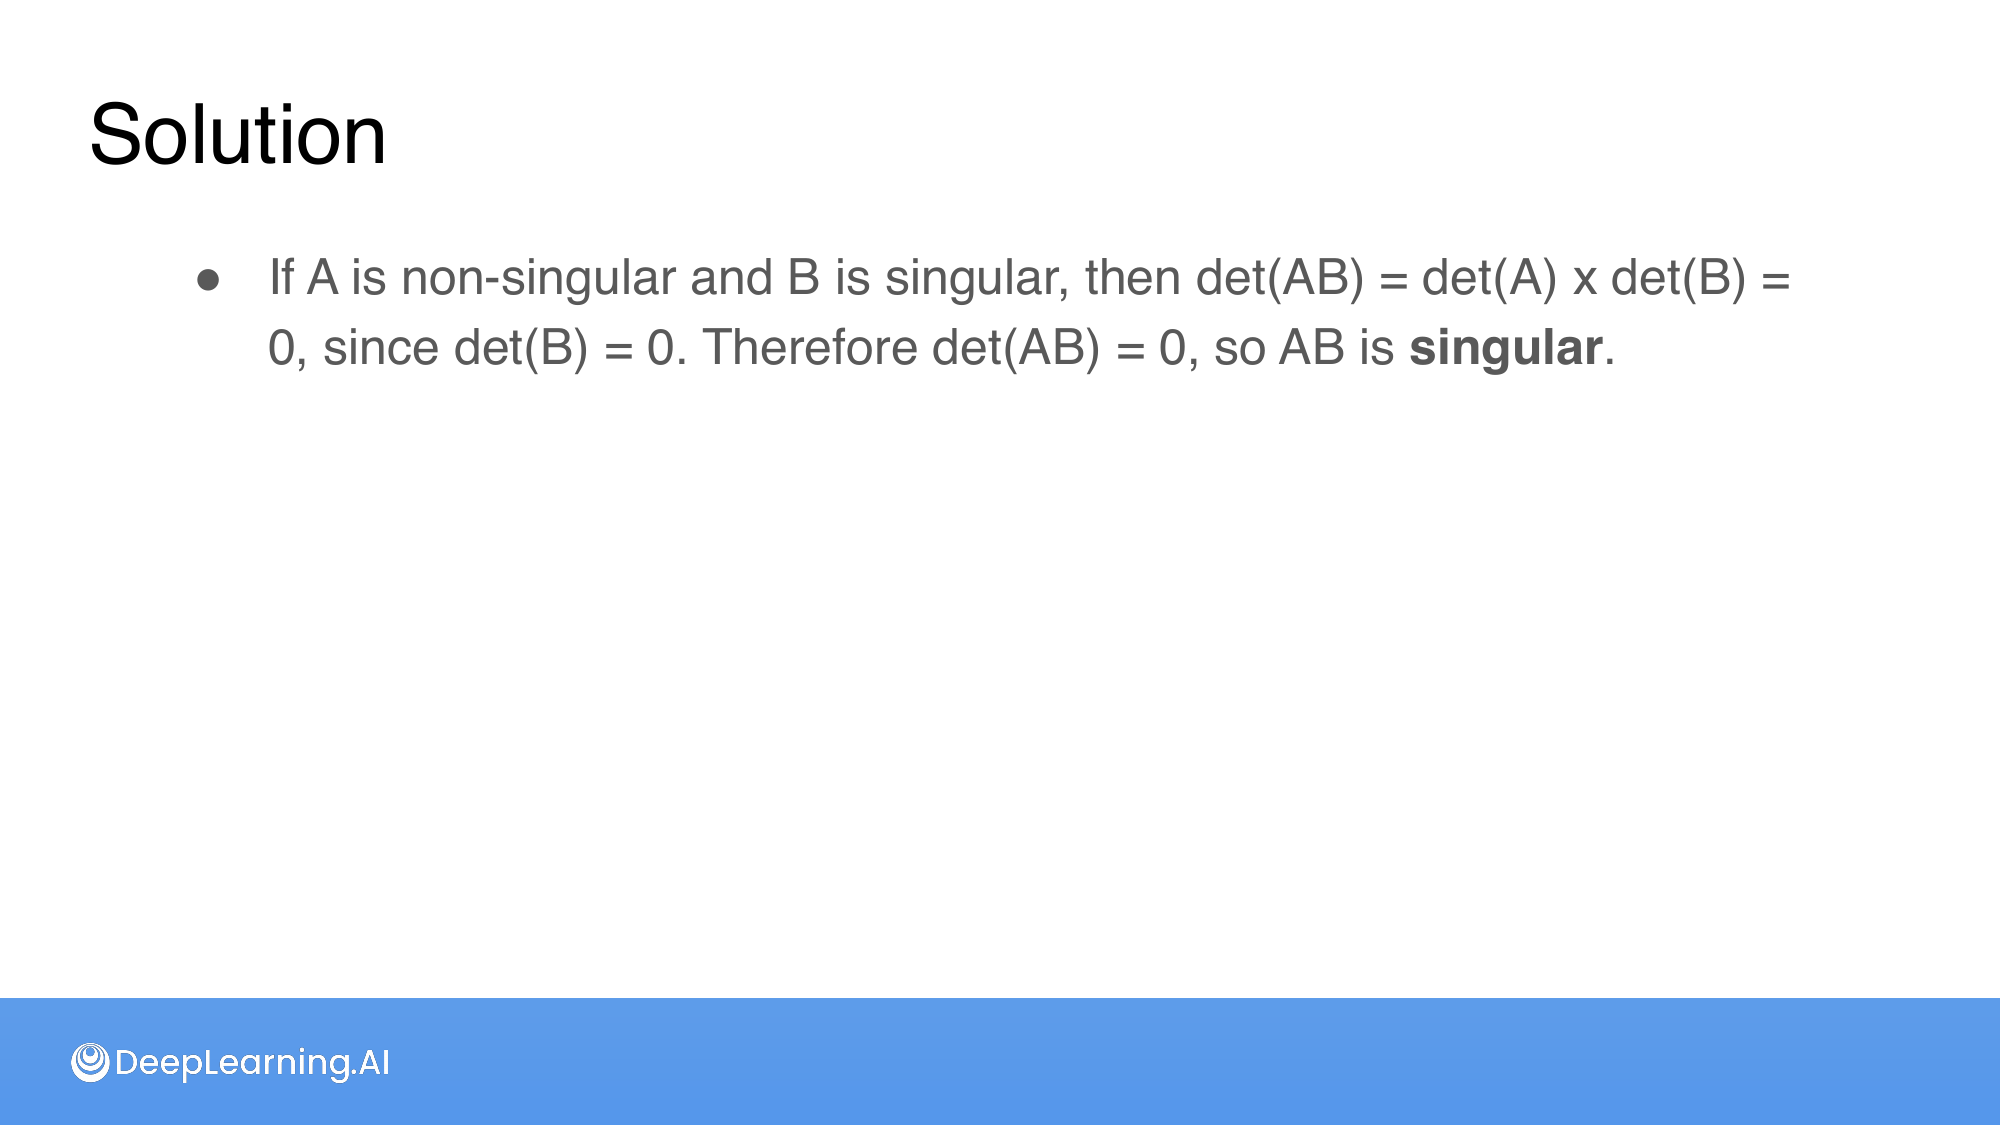 Solution
● If A is non-singular and B is singular, then det(AB) = det(A) x det(B) =
0, since det(B) = 0. Therefore det(AB) = 0, so AB is singular.
DeepLearning.AI